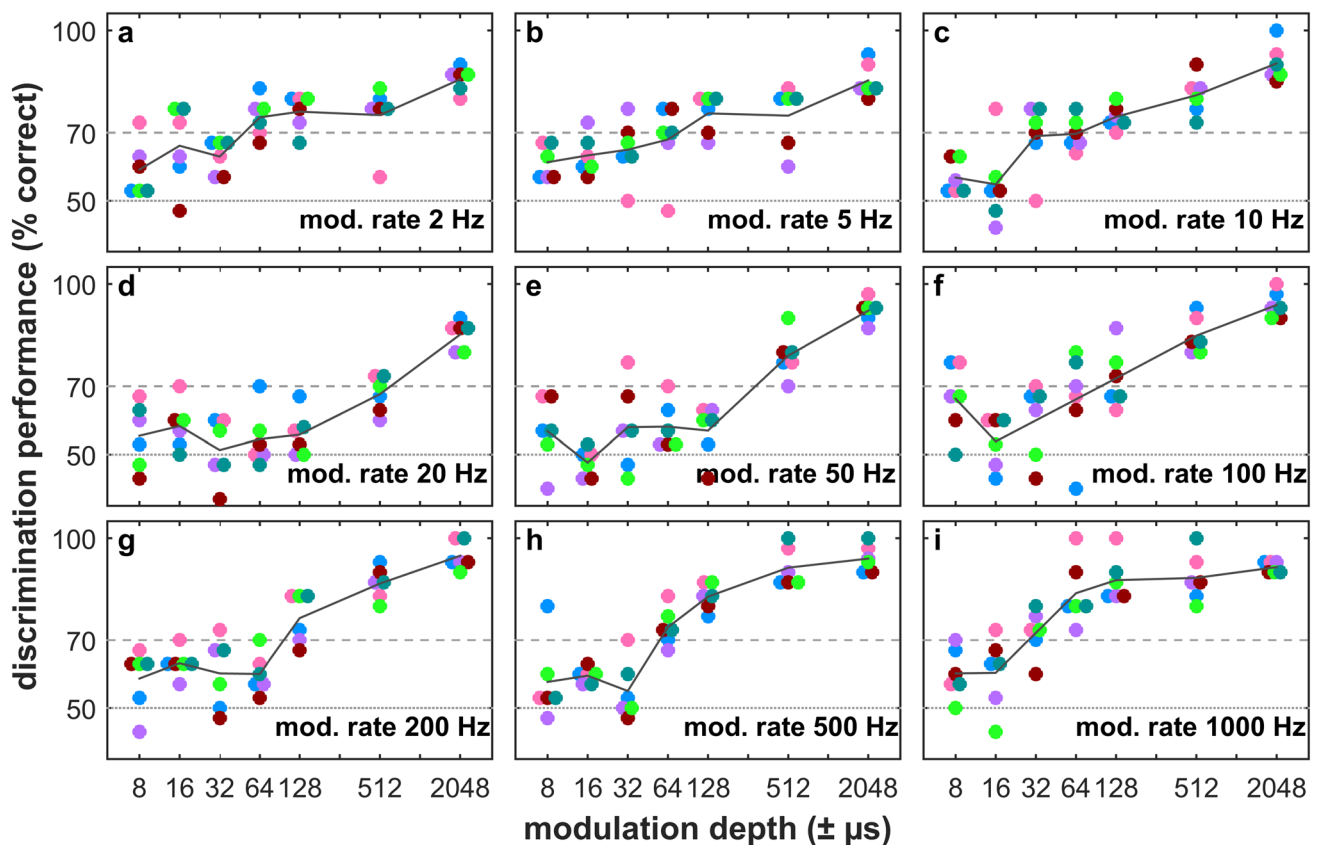 discrimination performance (% correct)
a b c
100
70
50
mod. rate 2 Hz mod. rate 5 Hz mod. rate 10 Hz
d e f
100
70
50
mod. rate 20 Hz mod. rate 50 Hz mod. rate 100 Hz
g h i
100
70
50
mod. rate 200 Hz mod. rate 500 Hz mod. rate 1000 Hz
8 16 32 64 128 512 2048 8 16 32 64 128 512 2048 8 16 32 64 128 512 2048
modulation depth (± µs)